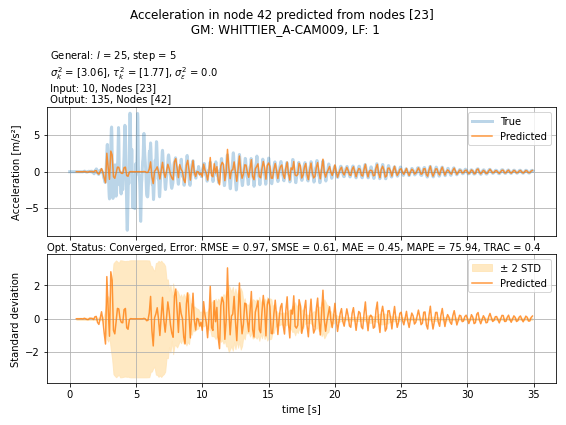 Acceleration in node 42 predicted from nodes [23]
GM: WHITTIER_A-CAM009, LF: 1
General: l = 25, step = 5
σ²ₖ = [3.06], τ²ₖ = [1.77], σ²ε = 0.0
Input: 10, Nodes [23]
Output: 135, Nodes [42]
True
Predicted
Acceleration [m/s²]
5
0
−5
Opt. Status: Converged, Error: RMSE = 0.97, SMSE = 0.61, MAE = 0.45, MAPE = 75.94, TRAC = 0.4
± 2 STD
Predicted
Standard deviation
2
0
−2
0 5 10 15 20 25 30 35
time [s]